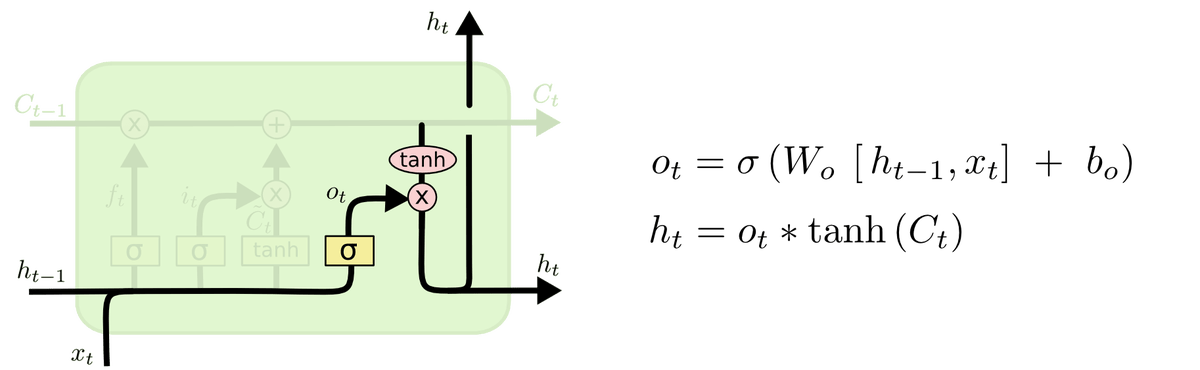 h_t
C_{t-1}
C_t
x
+
tanh
f_t
i_t
x
o_t
x
C̃_t
σ
σ
tanh
σ
h_{t-1}
h_t
x_t
o_t = σ (W_o [h_{t-1}, x_t] + b_o)
h_t = o_t * tanh (C_t)